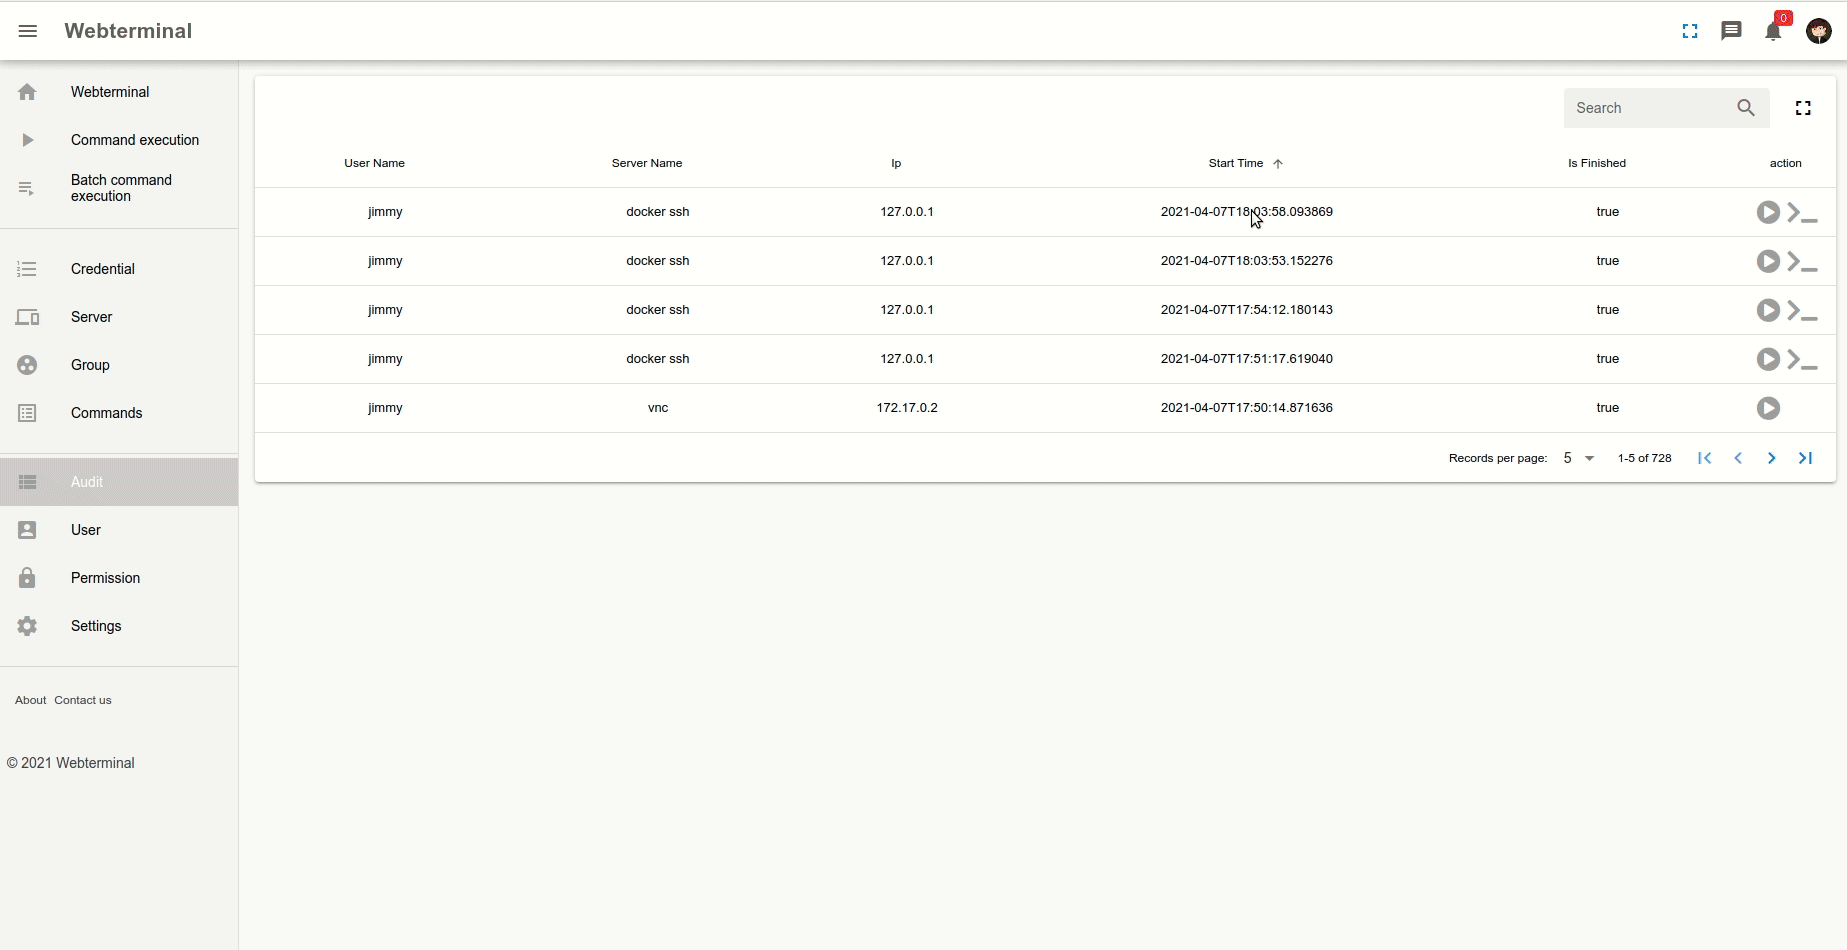 Webterminal
0
Webterminal
Command execution
Batch command
execution
Credential
Server
Group
Commands
Audit
User
Permission
Settings
About Contact us
© 2021 Webterminal
Search
User Name Server Name Ip Start Time Is Finished action
jimmy docker ssh 127.0.0.1 2021-04-07T18:03:58.093869 true
jimmy docker ssh 127.0.0.1 2021-04-07T18:03:53.152276 true
jimmy docker ssh 127.0.0.1 2021-04-07T17:54:12.180143 true
jimmy docker ssh 127.0.0.1 2021-04-07T17:51:17.619040 true
jimmy vnc 172.17.0.2 2021-04-07T17:50:14.871636 true
Records per page: 5 1-5 of 728